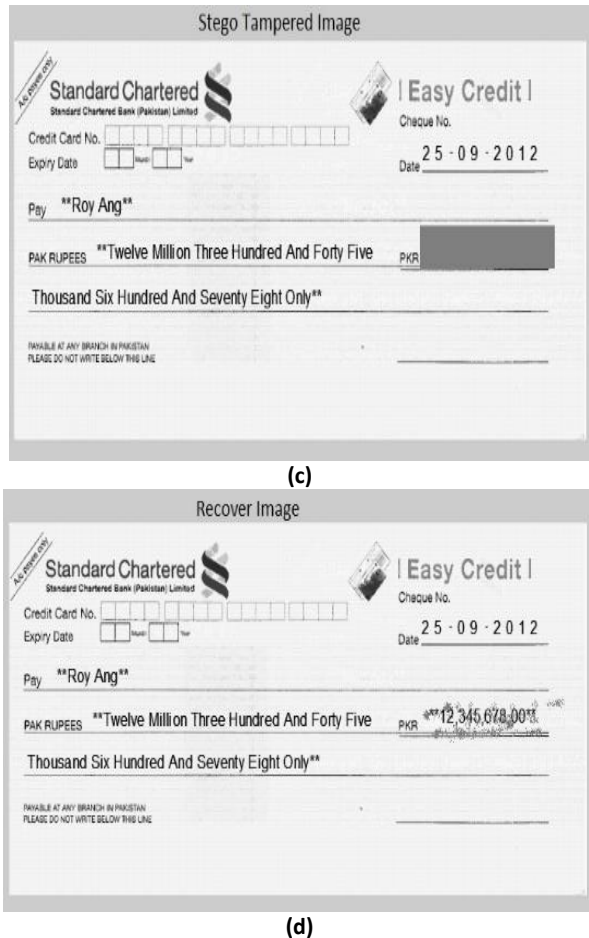 Stego Tampered Image
A/c payee only
Standard Chartered
Standard Chartered Bank (Pakistan) Limited
| Easy Credit |
Cheque No.
Credit Card No.
Expiry Date Month Year
Date 25-09-2012
Pay **Roy Ang**
PAK RUPEES **Twelve Million Three Hundred And Forty Five PKR
Thousand Six Hundred And Seventy Eight Only**
PAYABLE AT ANY BRANCH IN PAKISTAN
PLEASE DO NOT WRITE BELOW THIS LINE
(c)
Recover Image
A/c payee only
Standard Chartered
Standard Chartered Bank (Pakistan) Limited
| Easy Credit |
Cheque No.
Credit Card No.
Expiry Date Month Year
Date 25-09-2012
Pay **Roy Ang**
PAK RUPEES **Twelve Million Three Hundred And Forty Five PKR **12,345,678.00**
Thousand Six Hundred And Seventy Eight Only**
PAYABLE AT ANY BRANCH IN PAKISTAN
PLEASE DO NOT WRITE BELOW THIS LINE
(d)